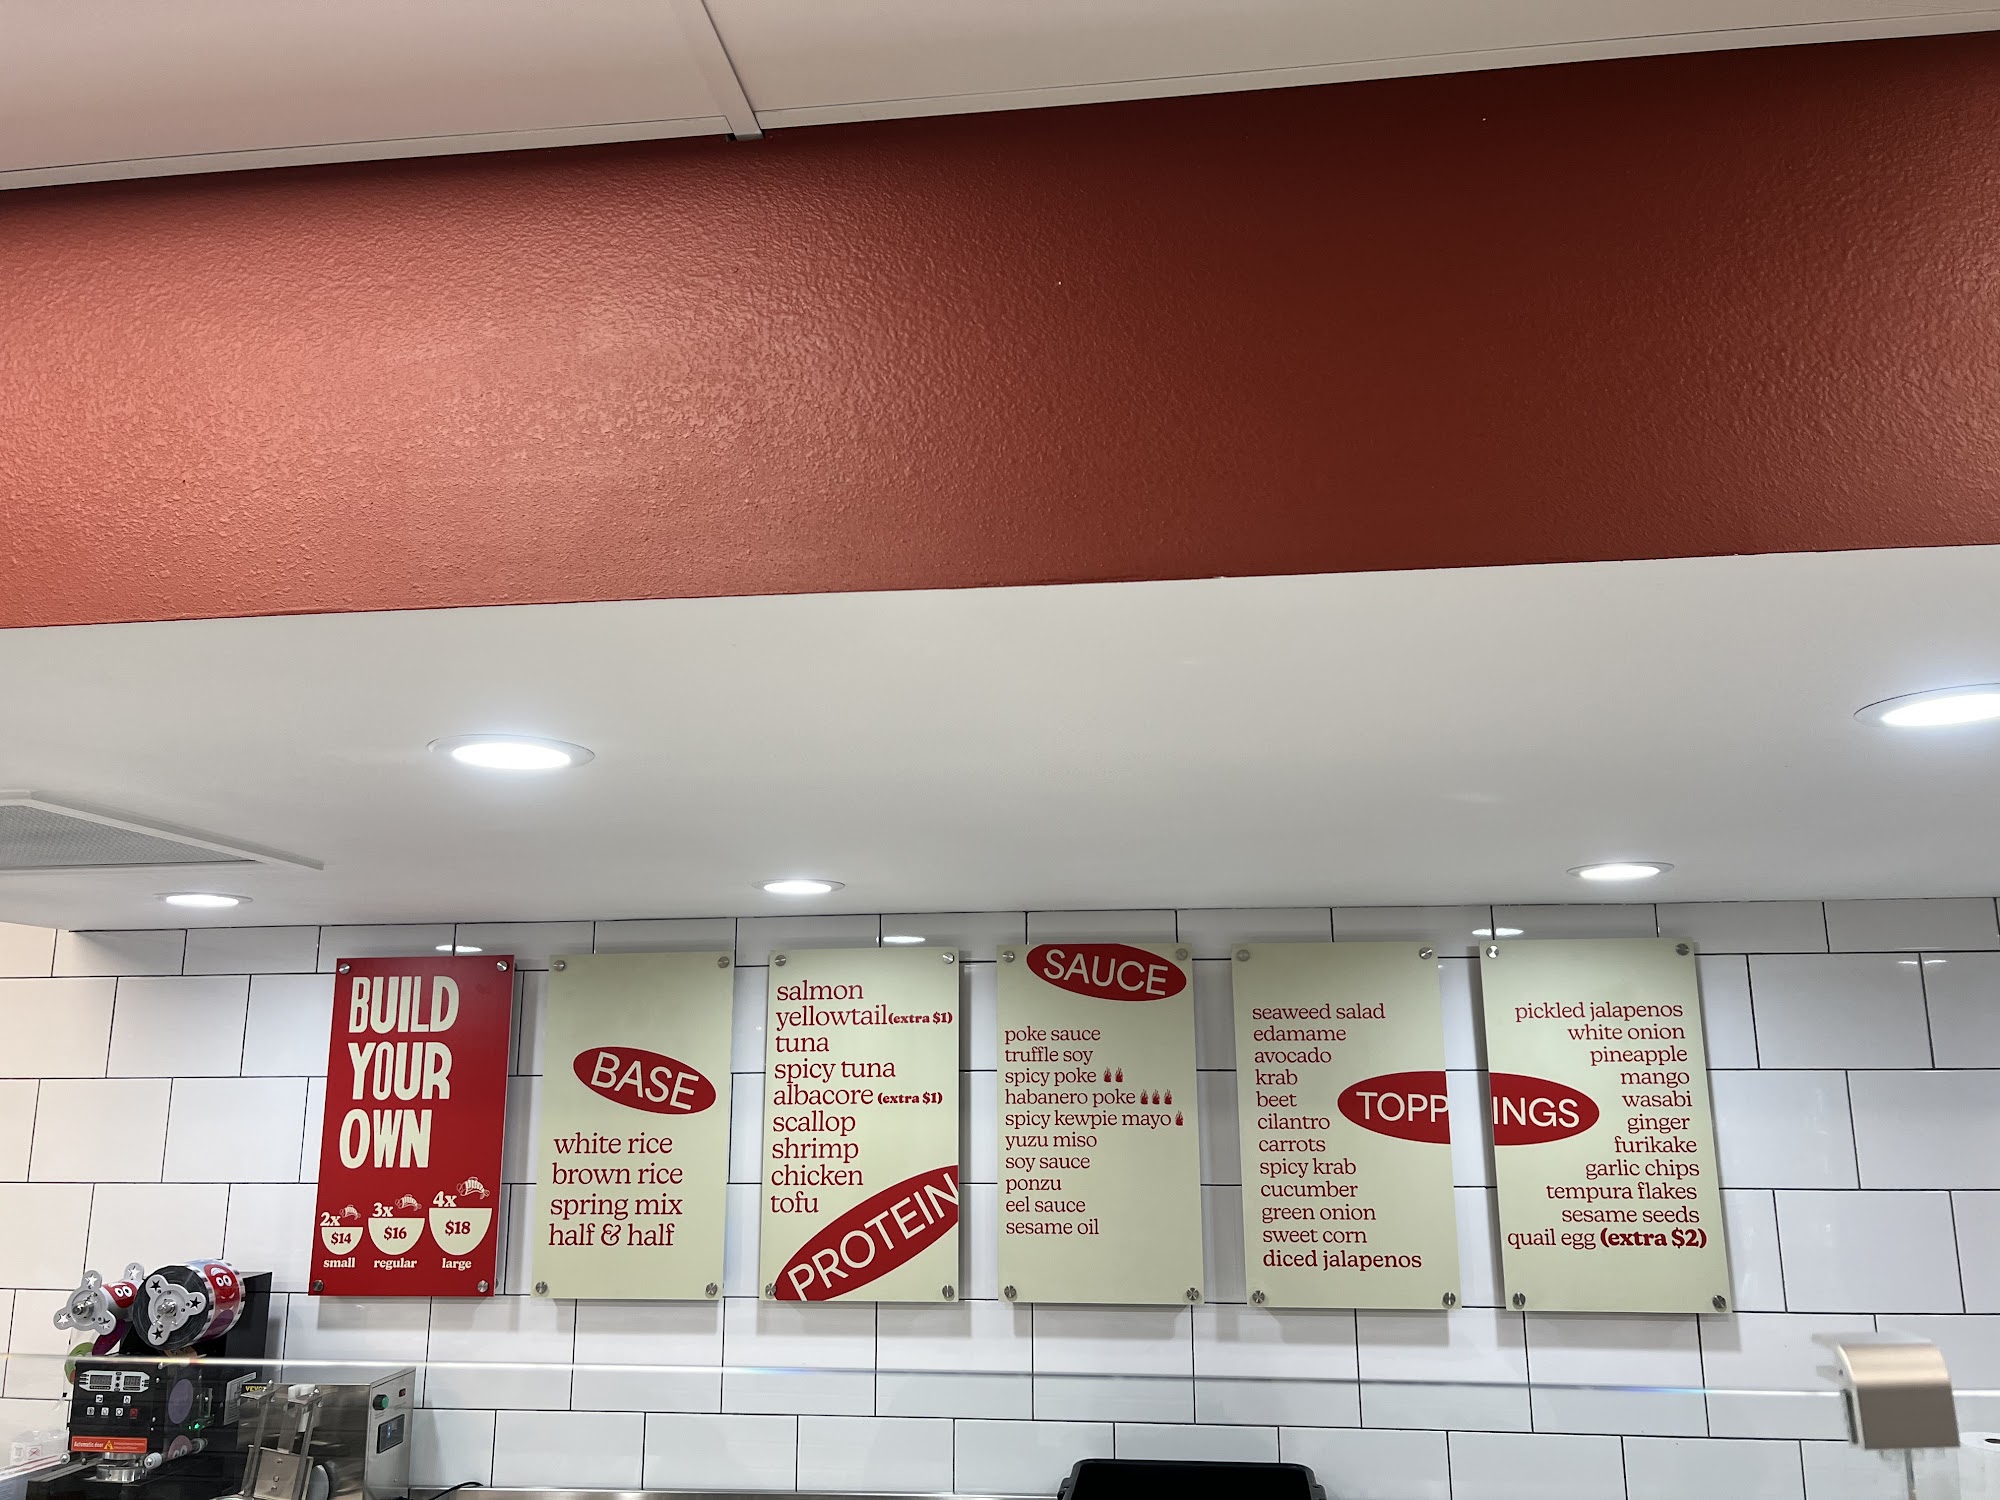 BUILD
YOUR
OWN
2x
$14
small
3x
$16
regular
4x
$18
large
BASE
white rice
brown rice
spring mix
half & half
salmon
yellowtail(extra $1)
tuna
spicy tuna
albacore (extra $1)
scallop
shrimp
chicken
tofu
PROTEIN
SAUCE
poke sauce
truffle soy
spicy poke
habanero poke
spicy kewpie mayo
yuzu miso
soy sauce
ponzu
eel sauce
sesame oil
TOPPINGS
seaweed salad
edamame
avocado
krab
beet
cilantro
carrots
spicy krab
cucumber
green onion
sweet corn
diced jalapenos
pickled jalapenos
white onion
pineapple
mango
wasabi
ginger
furikake
garlic chips
tempura flakes
sesame seeds
quail egg (extra $2)
VEVOR
Automatic door